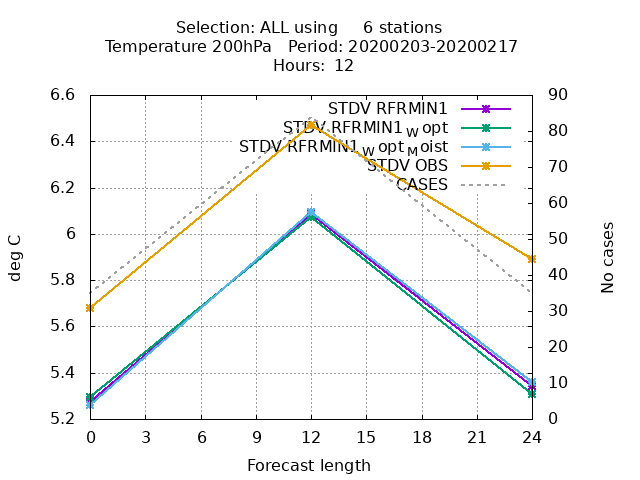 Selection: ALL using 6 stations
Temperature 200hPa Period: 20200203-20200217
Hours: 12
6.6
6.4
6.2
6
5.8
5.6
5.4
5.2
deg C
STDV RFRMIN1
STDV RFRMIN1 w opt
STDV RFRMIN1 w opt M oist
STDV OBS
CASES
90
80
70
60
50
40
30
20
10
0
No cases
0 3 6 9 12 15 18 21 24
Forecast length